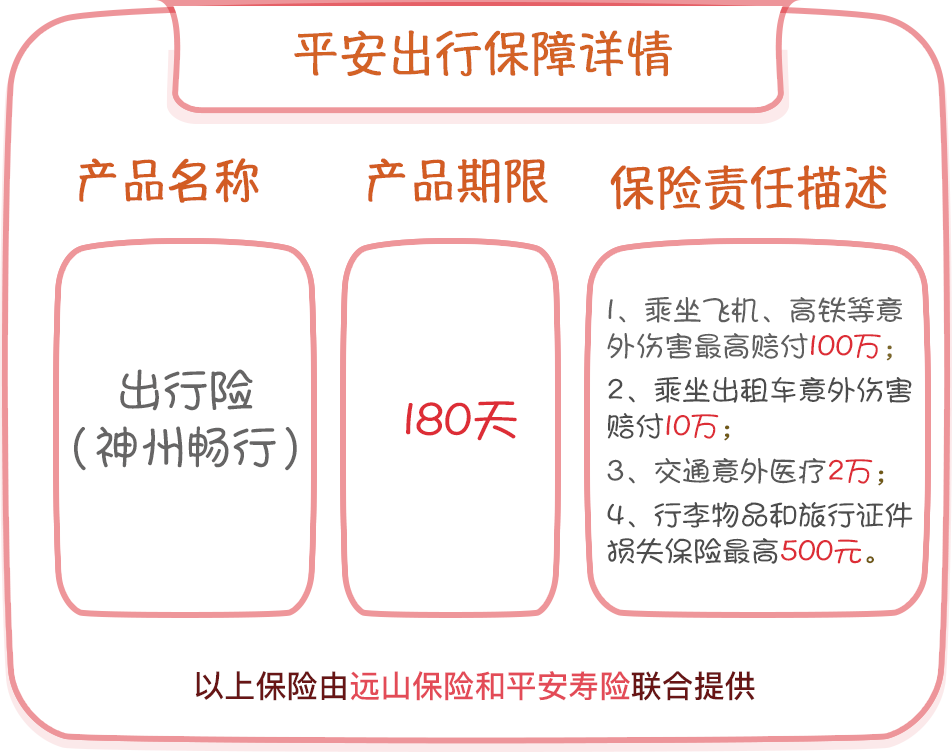 平安出行保障详情
产品名称
产品期限
保险责任描述
出行险
(神州畅行)
180天
1、乘坐飞机、高铁等意
外伤害最高赔付100万；
2、乘坐出租车意外伤害
赔付10万；
3、交通意外医疗2万；
4、行李物品和旅行证件
损失保险最高500元。
以上保险由远山保险和平安寿险联合提供